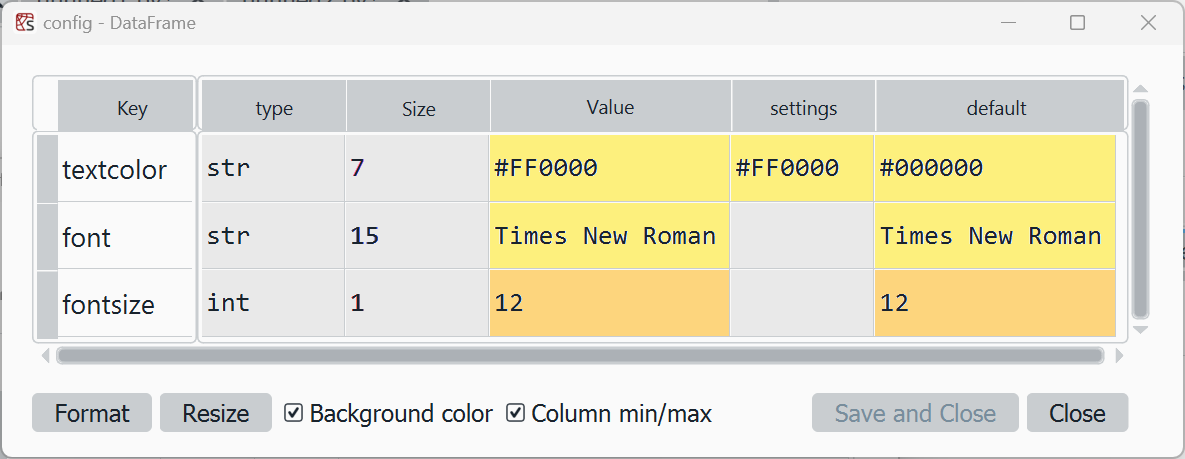 config - DataFrame
Key type Size Value settings default
textcolor str 7 #FF0000 #FF0000 #000000
font str 15 Times New Roman Times New Roman
fontsize int 1 12 12
Format Resize Background color Column min/max Save and Close Close